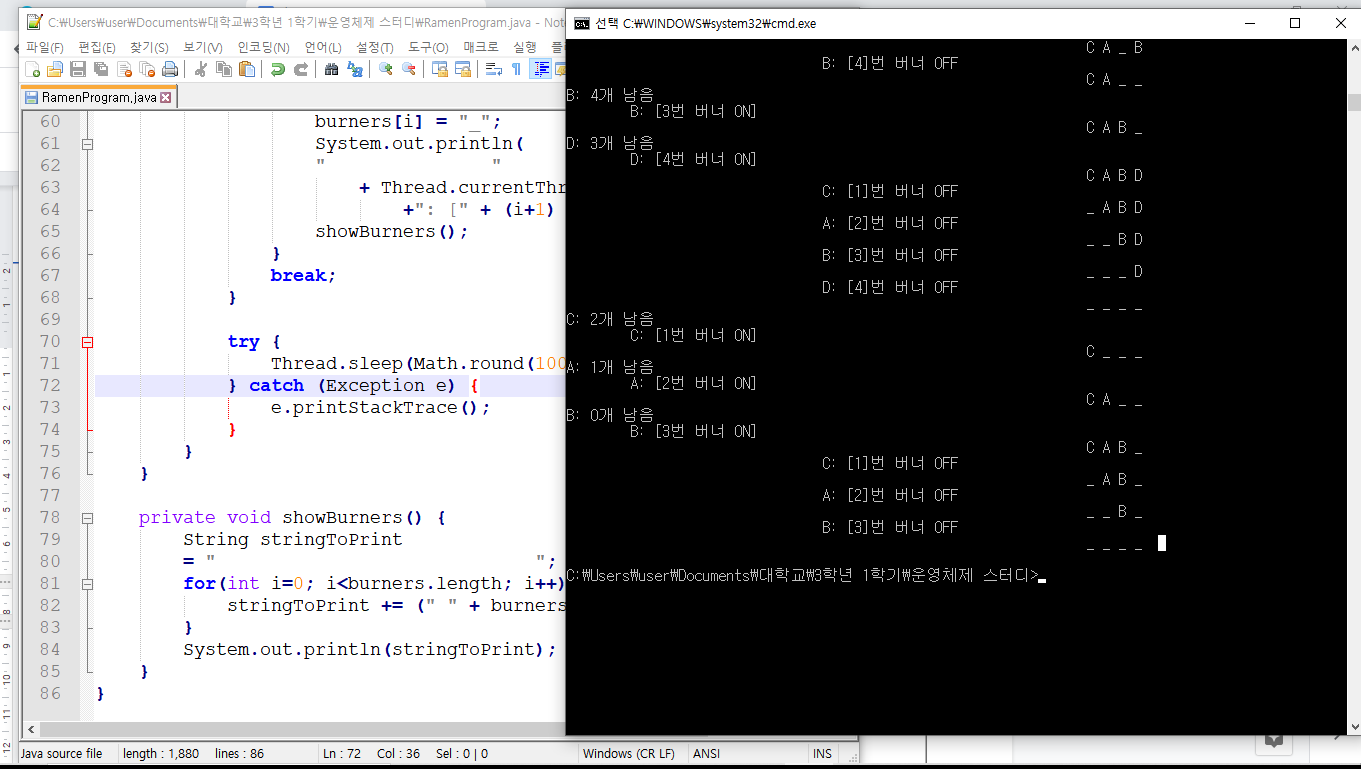 C:₩Users₩user₩Documents₩대학교₩3학년 1학기₩운영체제 스터디₩RamenProgram.java - Note
파일(F) 편집(E) 찾기(S) 보기(V) 인코딩(N) 언어(L) 설정(T) 도구(O) 매크로 실행
RamenProgram.java
60 burners[i] = "_";
61 System.out.println(
62 " "
63 + Thread.currentThr
64 +": [" + (i+1)
65 showBurners();
66 }
67 break;
68 }
69
70 try {
71 Thread.sleep(Math.round(100
72 } catch (Exception e) {
73 e.printStackTrace();
74 }
75 }
76 }
77
78 private void showBurners() {
79 String stringToPrint
80 = " ";
81 for(int i=0; i<burners.length; i++)
82 stringToPrint += (" " + burners
83 }
84 System.out.println(stringToPrint);
85 }
86 }
Java source file length : 1,880 lines : 86 Ln : 72 Col : 36 Sel : 0 | 0 Windows (CR LF) ANSI INS
선택 C:₩WINDOWS₩system32₩cmd.exe
C A _ B
B: [4]번 버너 OFF
C A _ _
B: 4개 남음
B: [3번 버너 ON]
C A B _
D: 3개 남음
D: [4번 버너 ON]
C A B D
C: [1]번 버너 OFF
_ A B D
A: [2]번 버너 OFF
_ _ B D
B: [3]번 버너 OFF
_ _ _ D
D: [4]번 버너 OFF
_ _ _ _
C: 2개 남음
C: [1번 버너 ON]
C _ _ _
A: 1개 남음
A: [2번 버너 ON]
C A _ _
B: 0개 남음
B: [3번 버너 ON]
C A B _
C: [1]번 버너 OFF
_ A B _
A: [2]번 버너 OFF
_ _ B _
B: [3]번 버너 OFF
_ _ _ _
C:₩Users₩user₩Documents₩대학교₩3학년 1학기₩운영체제 스터디>